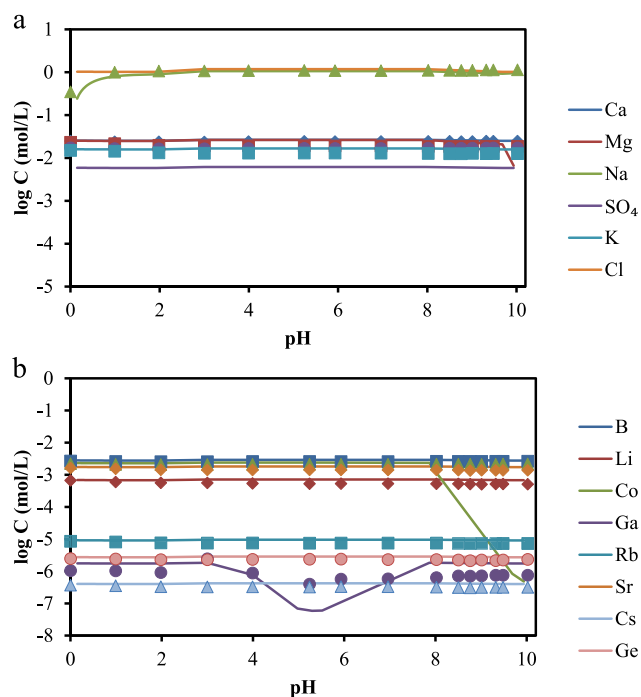 a
1
0
-1
-2
-3
-4
-5
log C (mol/L)
0 2 4 6 8 10
pH
Ca
Mg
Na
SO₄
K
Cl
b
0
-1
-2
-3
-4
-5
-6
-7
-8
log C (mol//L)
0 2 4 6 8 10
pH
B
Li
Co
Ga
Rb
Sr
Cs
Ge